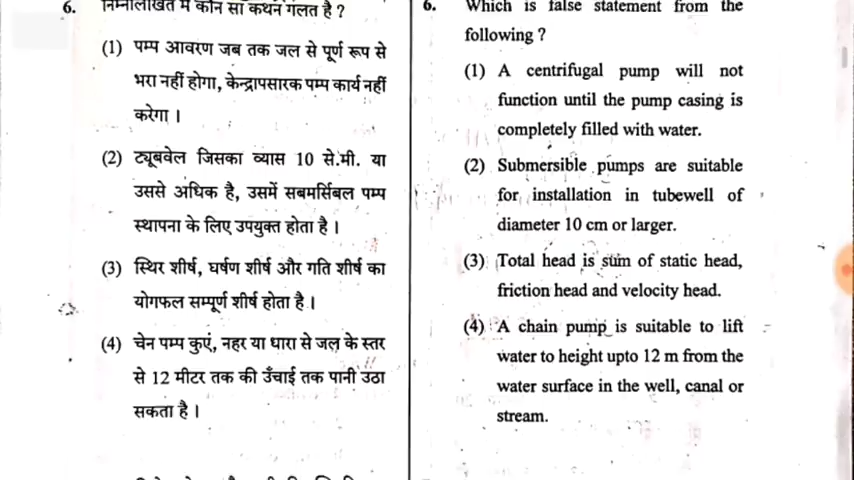 6. निम्नलिखित में कौन सा कथन गलत है ?
(1) पम्प आवरण जब तक जल से पूर्ण रूप से
भरा नहीं होगा, केन्द्रापसारक पम्प कार्य नहीं
करेगा ।
(2) ट्यूबवेल जिसका व्यास 10 से.मी. या
उससे अधिक है, उसमें सबमर्सिबल पम्प
स्थापना के लिए उपयुक्त होता है ।
(3) स्थिर शीर्ष, घर्षण शीर्ष और गति शीर्ष का
योगफल सम्पूर्ण शीर्ष होता है ।
(4) चेन पम्प कुएं, नहर या धारा से जल के स्तर
से 12 मीटर तक की उँचाई तक पानी उठा
सकता है ।
6. Which is false statement from the
following ?
(1) A centrifugal pump will not
function until the pump casing is
completely filled with water.
(2) Submersible pumps are suitable
for installation in tubewell of
diameter 10 cm or larger.
(3) Total head is sum of static head,
friction head and velocity head.
(4) A chain pump is suitable to lift
water to height upto 12 m from the
water surface in the well, canal or
stream.